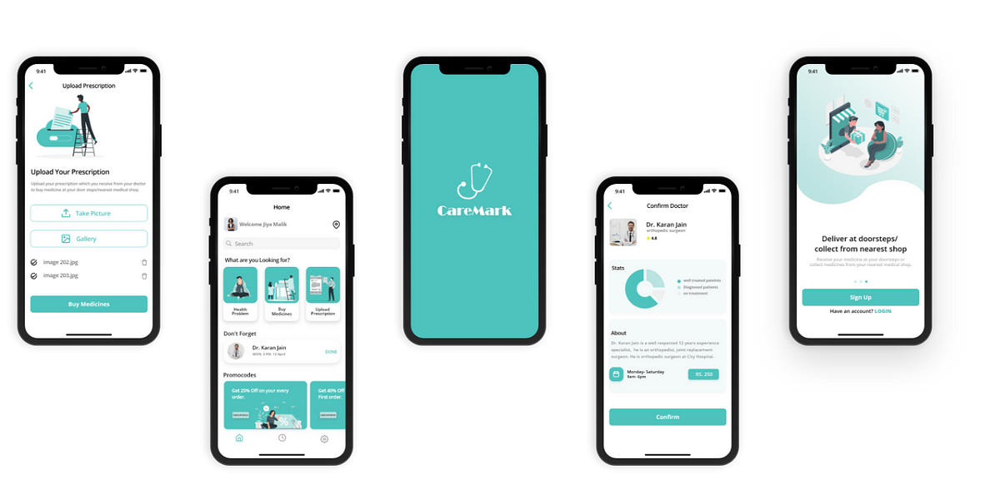 9:41
Upload Prescription
Upload Your Prescription
Upload your prescription which you receive from your doctor
to buy medicine at your door steps/nearest medical shop.
Take Picture
Gallery
image 202.jpg
image 203.jpg
Buy Medicines
9:41
Home
Welcome Jiya Malik
Search
What are you Looking for?
Health
Problem
Buy
Medicines
Upload
Prescription
Don't Forget
Dr. Karan Jain
MON, 3 PM, 12 April
DONE
Promocodes
Get 25% Off on your every
order.
Get 40% Off
First order.
CareMark
9:41
Confirm Doctor
Dr. Karan Jain
orthopedic surgeon
4.8
Stats
well treated pateints
Diagnosed patients
on treatment
About
Dr. Karan Jain is a well respected 12 years experience
specialist, he is an orthopedist, joint replacement
surgeon. He is orthopedic surgeon at City Hospital.
Monday- Saturday
9am- 6pm
RS. 250
Confirm
9:41
Deliver at doorsteps/
collect from nearest shop
Receive your medicine at your doorsteps or
collect medicines from your nearest medical shop.
Sign Up
Have an account? LOGIN